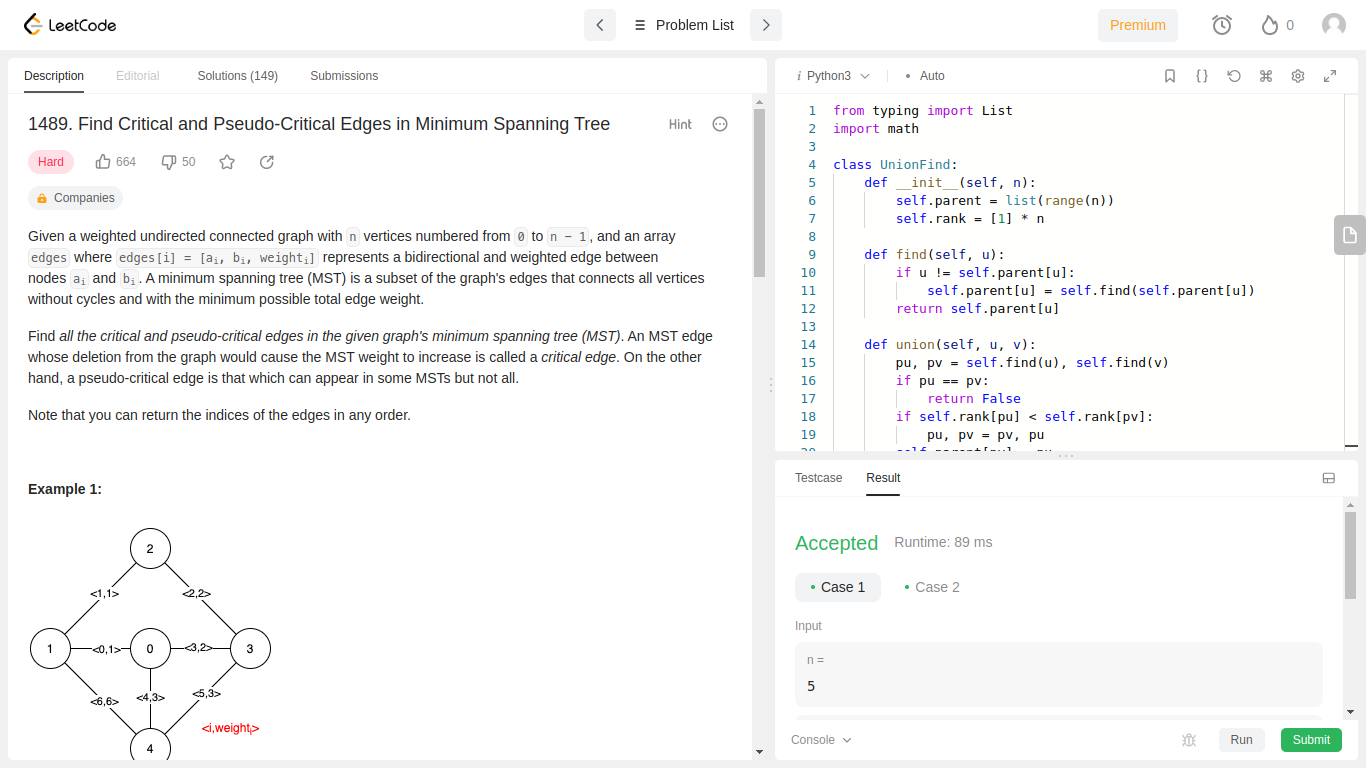 LeetCode
Problem List
Premium
0
Description
Editorial
Solutions (149)
Submissions
1489. Find Critical and Pseudo-Critical Edges in Minimum Spanning Tree
Hint
Hard
664
50
Companies
Given a weighted undirected connected graph with n vertices numbered from 0 to n - 1, and an array
edges where edges[i] = [ai, bi, weighti] represents a bidirectional and weighted edge between
nodes ai and bi. A minimum spanning tree (MST) is a subset of the graph's edges that connects all vertices
without cycles and with the minimum possible total edge weight.
Find all the critical and pseudo-critical edges in the given graph's minimum spanning tree (MST). An MST edge
whose deletion from the graph would cause the MST weight to increase is called a critical edge. On the other
hand, a pseudo-critical edge is that which can appear in some MSTs but not all.
Note that you can return the indices of the edges in any order.
Example 1:
2
<1,1>
<2,2>
1
<0,1>
0
<3,2>
3
<6,6>
<4,3>
<5,3>
<i,weighti>
4
i Python3
Auto
1 from typing import List
2 import math
3
4 class UnionFind:
5 def __init__(self, n):
6 self.parent = list(range(n))
7 self.rank = [1] * n
8
9 def find(self, u):
10 if u != self.parent[u]:
11 self.parent[u] = self.find(self.parent[u])
12 return self.parent[u]
13
14 def union(self, u, v):
15 pu, pv = self.find(u), self.find(v)
16 if pu == pv:
17 return False
18 if self.rank[pu] < self.rank[pv]:
19 pu, pv = pv, pu
Testcase
Result
Accepted
Runtime: 89 ms
Case 1
Case 2
Input
n =
5
Console
Run
Submit